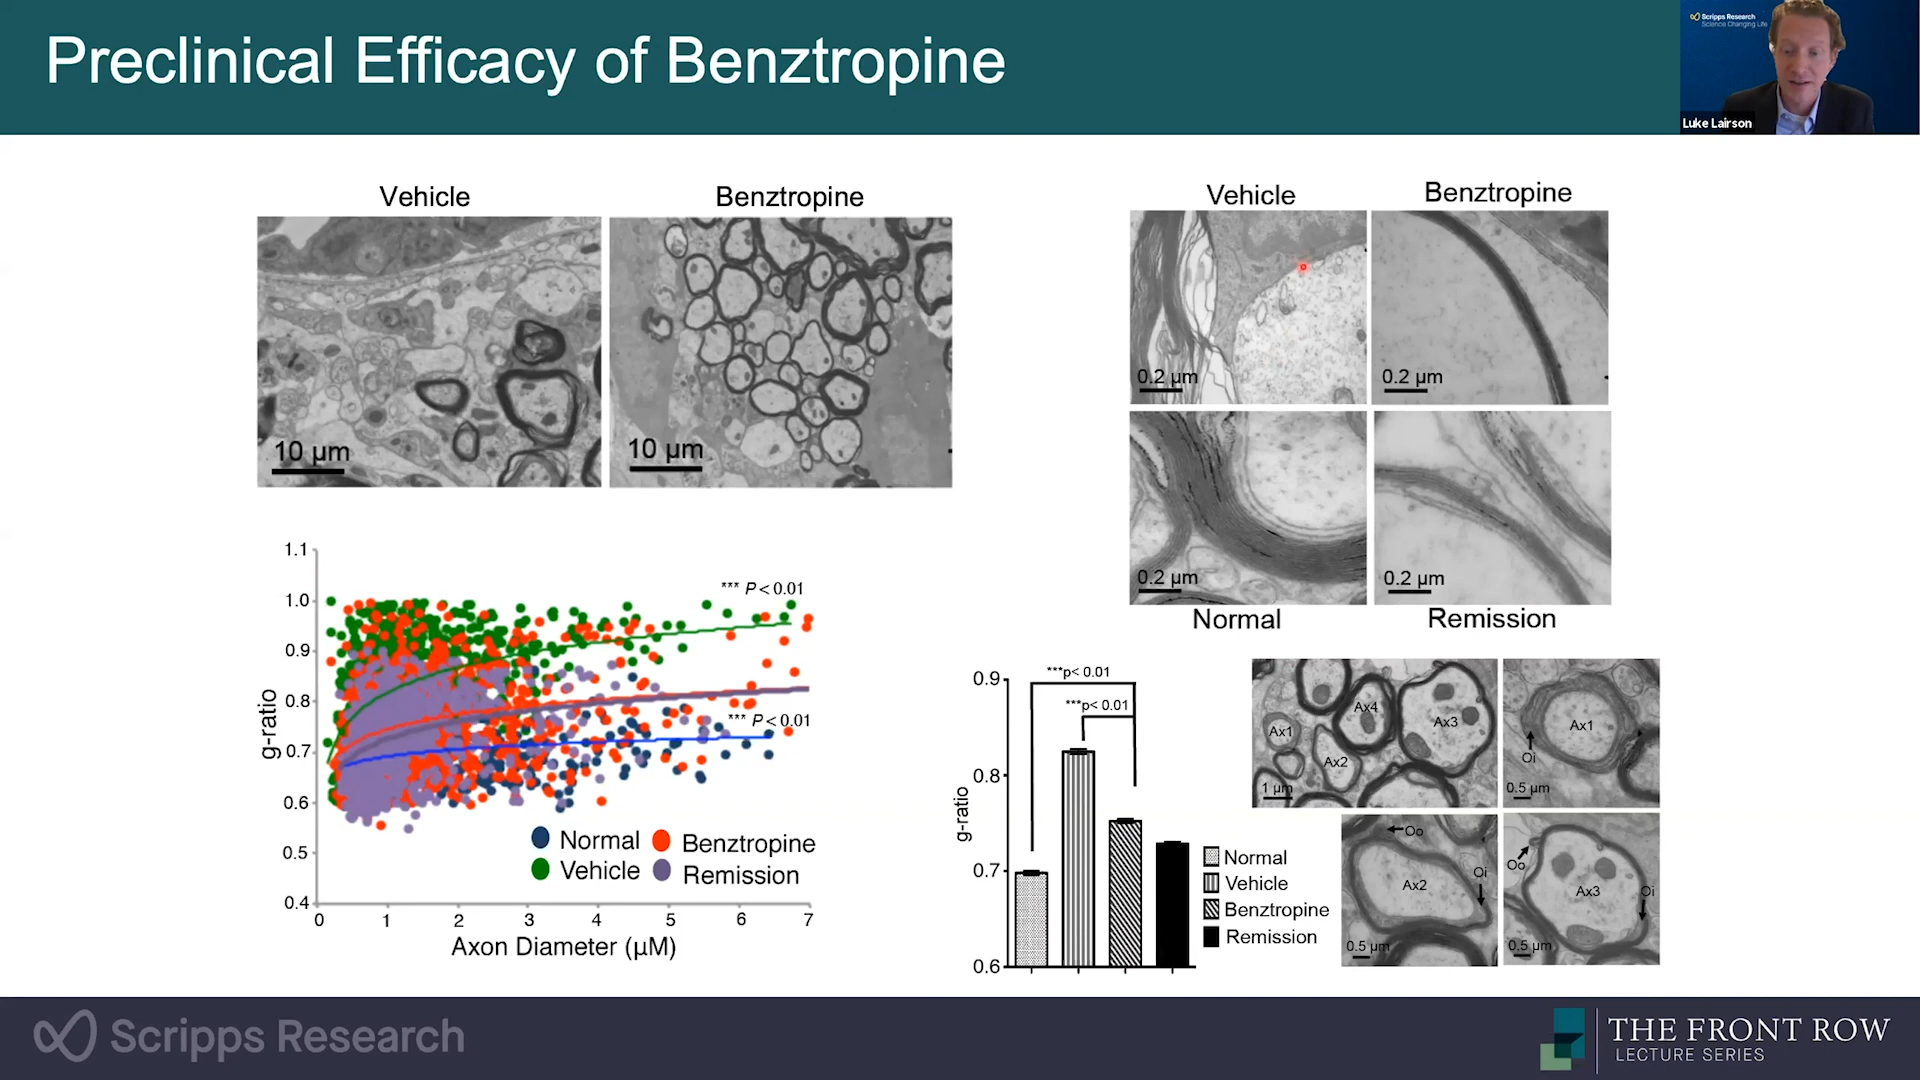 Preclinical Efficacy of Benztropine
Scripps Research
Science Changing Life
Luke Lairson
Vehicle
Benztropine
10 µm
10 µm
Vehicle
Benztropine
0.2 µm
0.2 µm
0.2 µm
0.2 µm
Normal
Remission
g-ratio
1.1
1.0
0.9
0.8
0.7
0.6
0.5
0.4
0
1
2
3
4
5
6
7
Axon Diameter (µM)
*** P < 0.01
*** P < 0.01
Normal
Benztropine
Vehicle
Remission
g-ratio
0.9
0.8
0.7
0.6
***p< 0.01
***p< 0.01
Normal
Vehicle
Benztropine
Remission
Ax1
Ax2
Ax4
Ax3
1 µm
Ax1
Oi
0.5 µm
Oo
Ax2
Oi
0.5 µm
Oo
Ax3
Oi
0.5 µm
Scripps Research
THE FRONT ROW
LECTURE SERIES